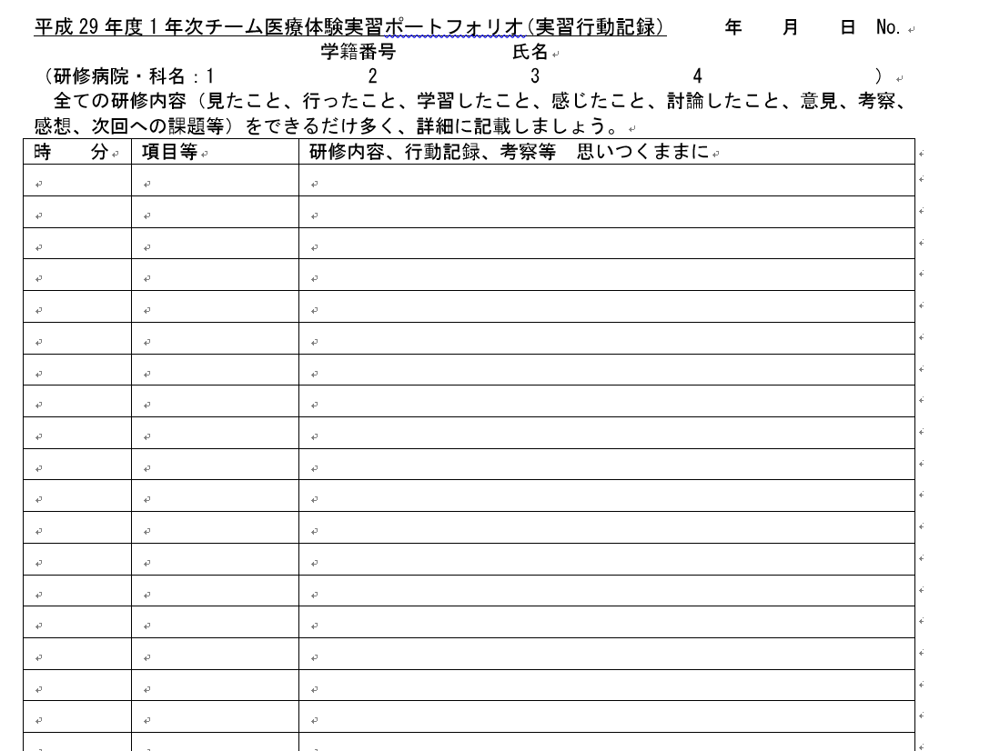 平成29年度1年次チーム医療体験実習ポートフォリオ(実習行動記録)　　　年　　月　　日　No.
学籍番号　　　　　　氏名
（研修病院・科名：1　　　　　　　　2　　　　　　　　3　　　　　　　　4　　　　　　　　　）
　全ての研修内容（見たこと、行ったこと、学習したこと、感じたこと、討論したこと、意見、考察、
感想、次回への課題等）をできるだけ多く、詳細に記載しましょう。
時　　分　項目等　研修内容、行動記録、考察等　思いつくままに